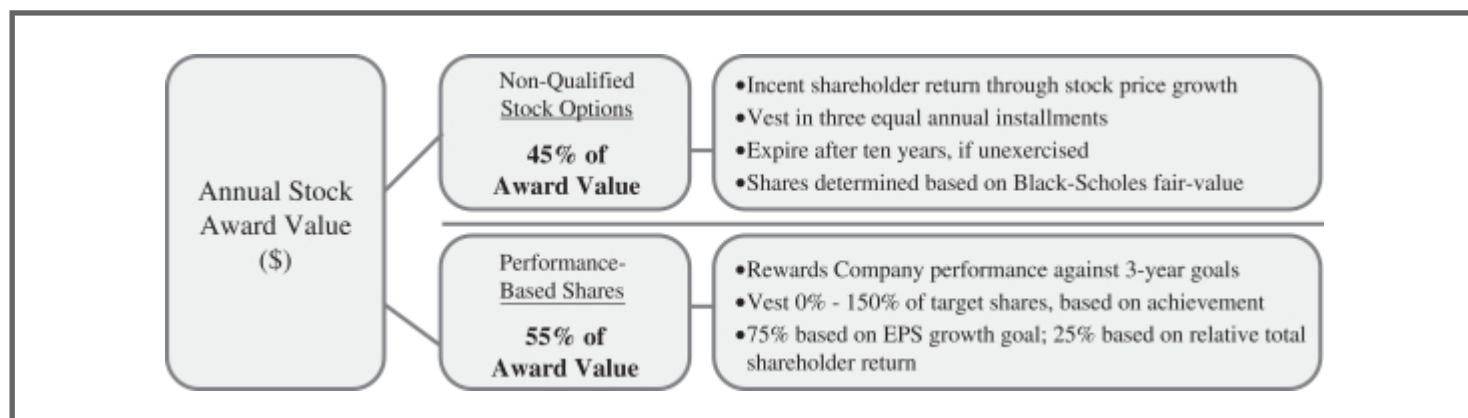 Annual Stock
Award Value
($)
Non-Qualified
Stock Options
45% of
Award Value
•Incent shareholder return through stock price growth
•Vest in three equal annual installments
•Expire after ten years, if unexercised
•Shares determined based on Black-Scholes fair-value
Performance-
Based Shares
55% of
Award Value
•Rewards Company performance against 3-year goals
•Vest 0% - 150% of target shares, based on achievement
•75% based on EPS growth goal; 25% based on relative total
shareholder return